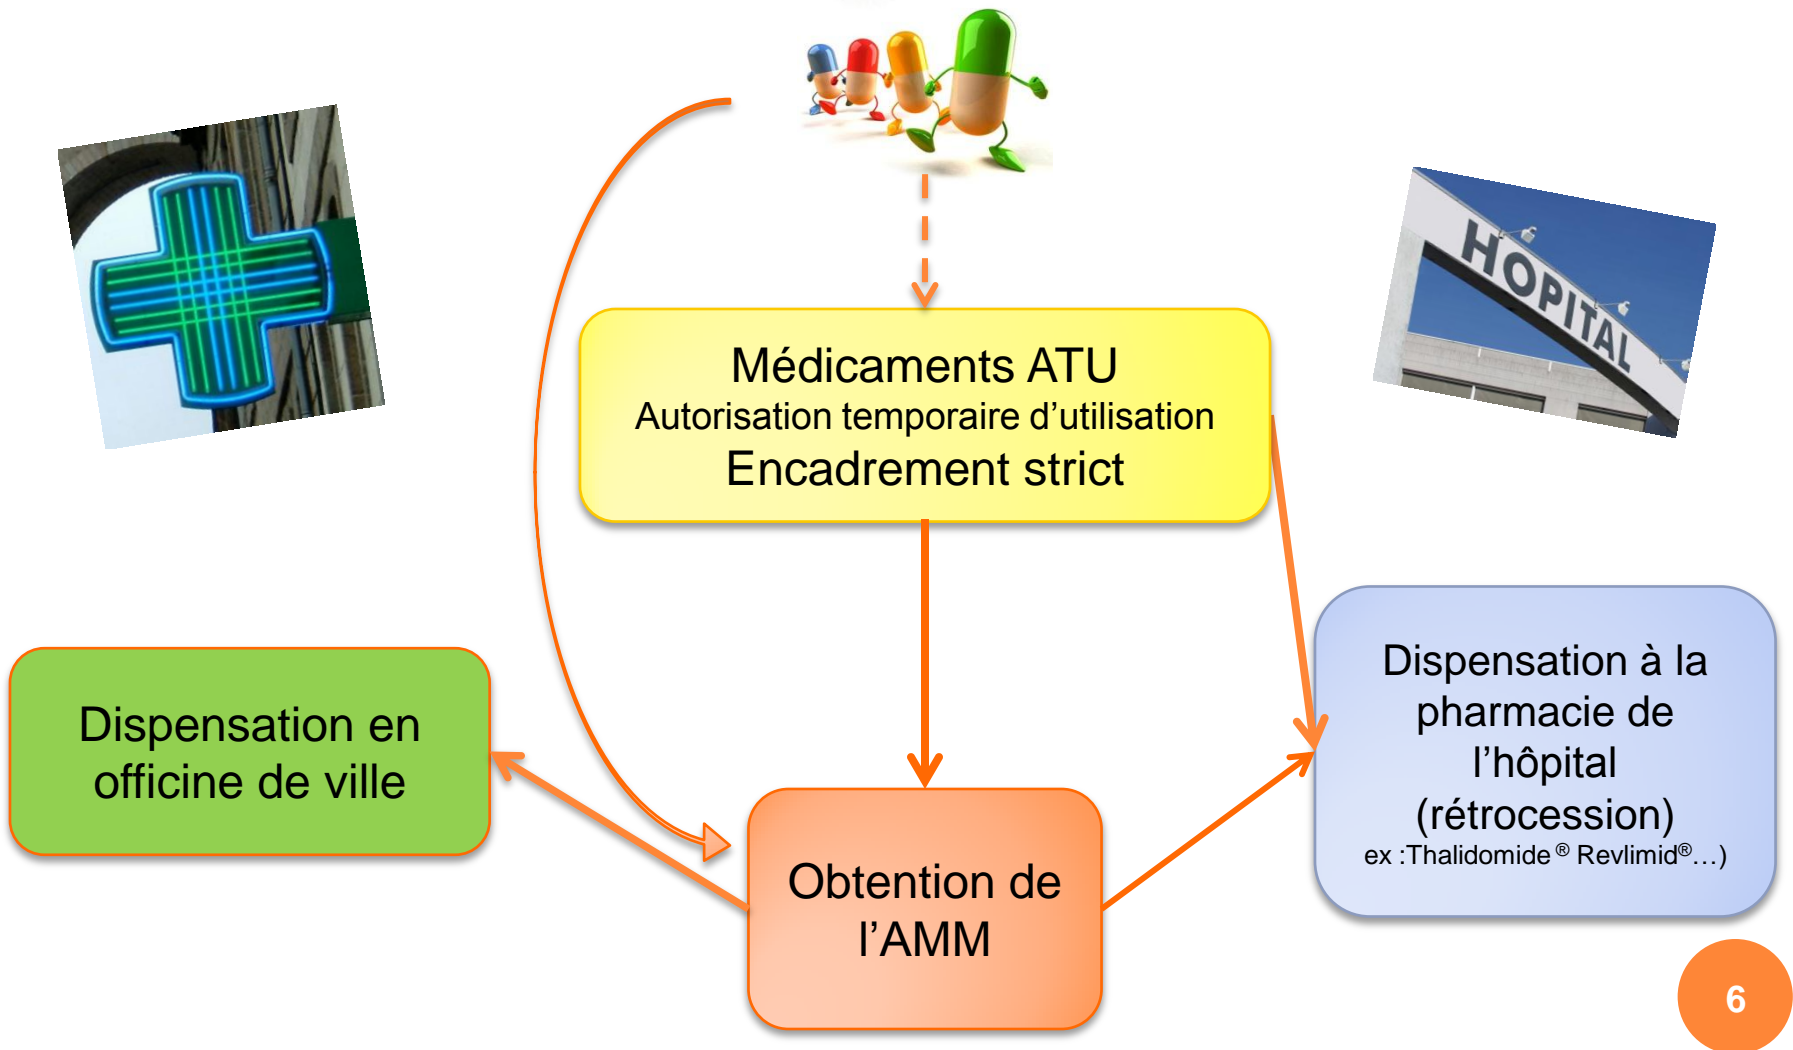 HOPITAL
Médicaments ATU
Autorisation temporaire d’utilisation
Encadrement strict
Dispensation en
officine de ville
Dispensation à la
pharmacie de
l’hôpital
(rétrocession)
ex :Thalidomide ® Revlimid®…)
Obtention de
l’AMM
6